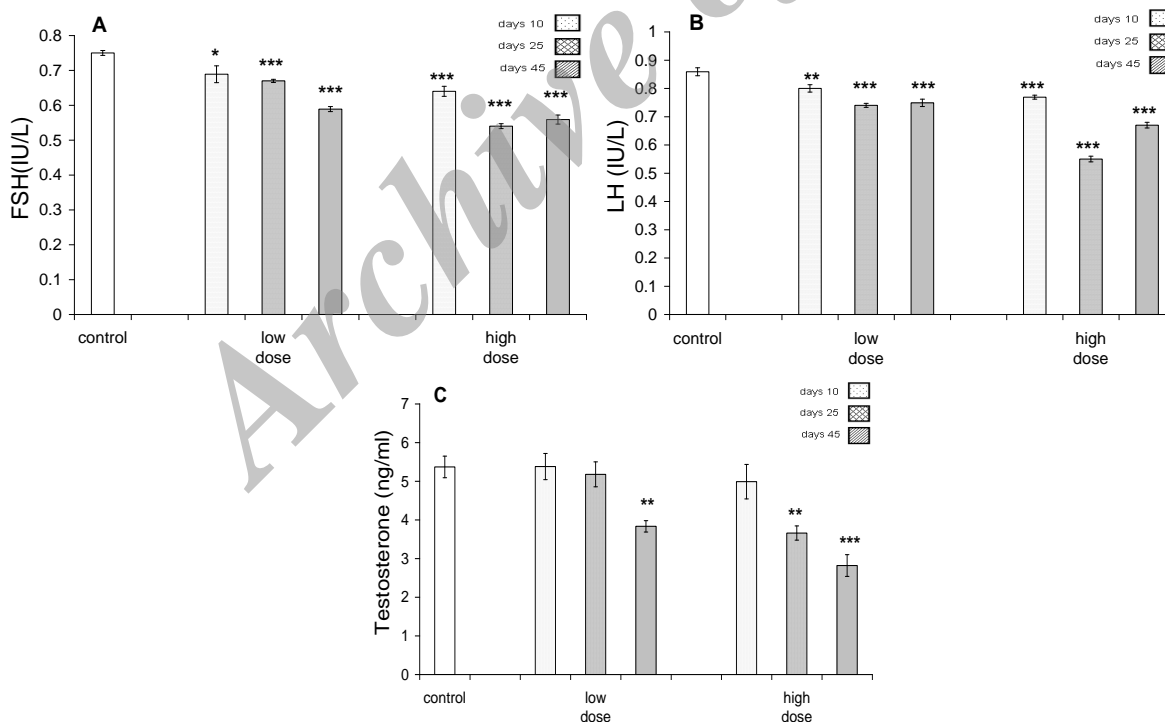 A
days 10
days 25
days 45
FSH(IU/L)
0.8
0.7
0.6
0.5
0.4
0.3
0.2
0.1
0
*
***
***
***
***
***
control
low
dose
high
dose
B
days 10
days 25
days 45
LH (IU/L)
1
0.9
0.8
0.7
0.6
0.5
0.4
0.3
0.2
0.1
0
**
***
***
***
***
***
control
low
dose
high
dose
C
days 10
days 25
days 45
Testosterone (ng/ml)
7
6
5
4
3
2
1
0
**
**
***
control
low
dose
high
dose
Archive